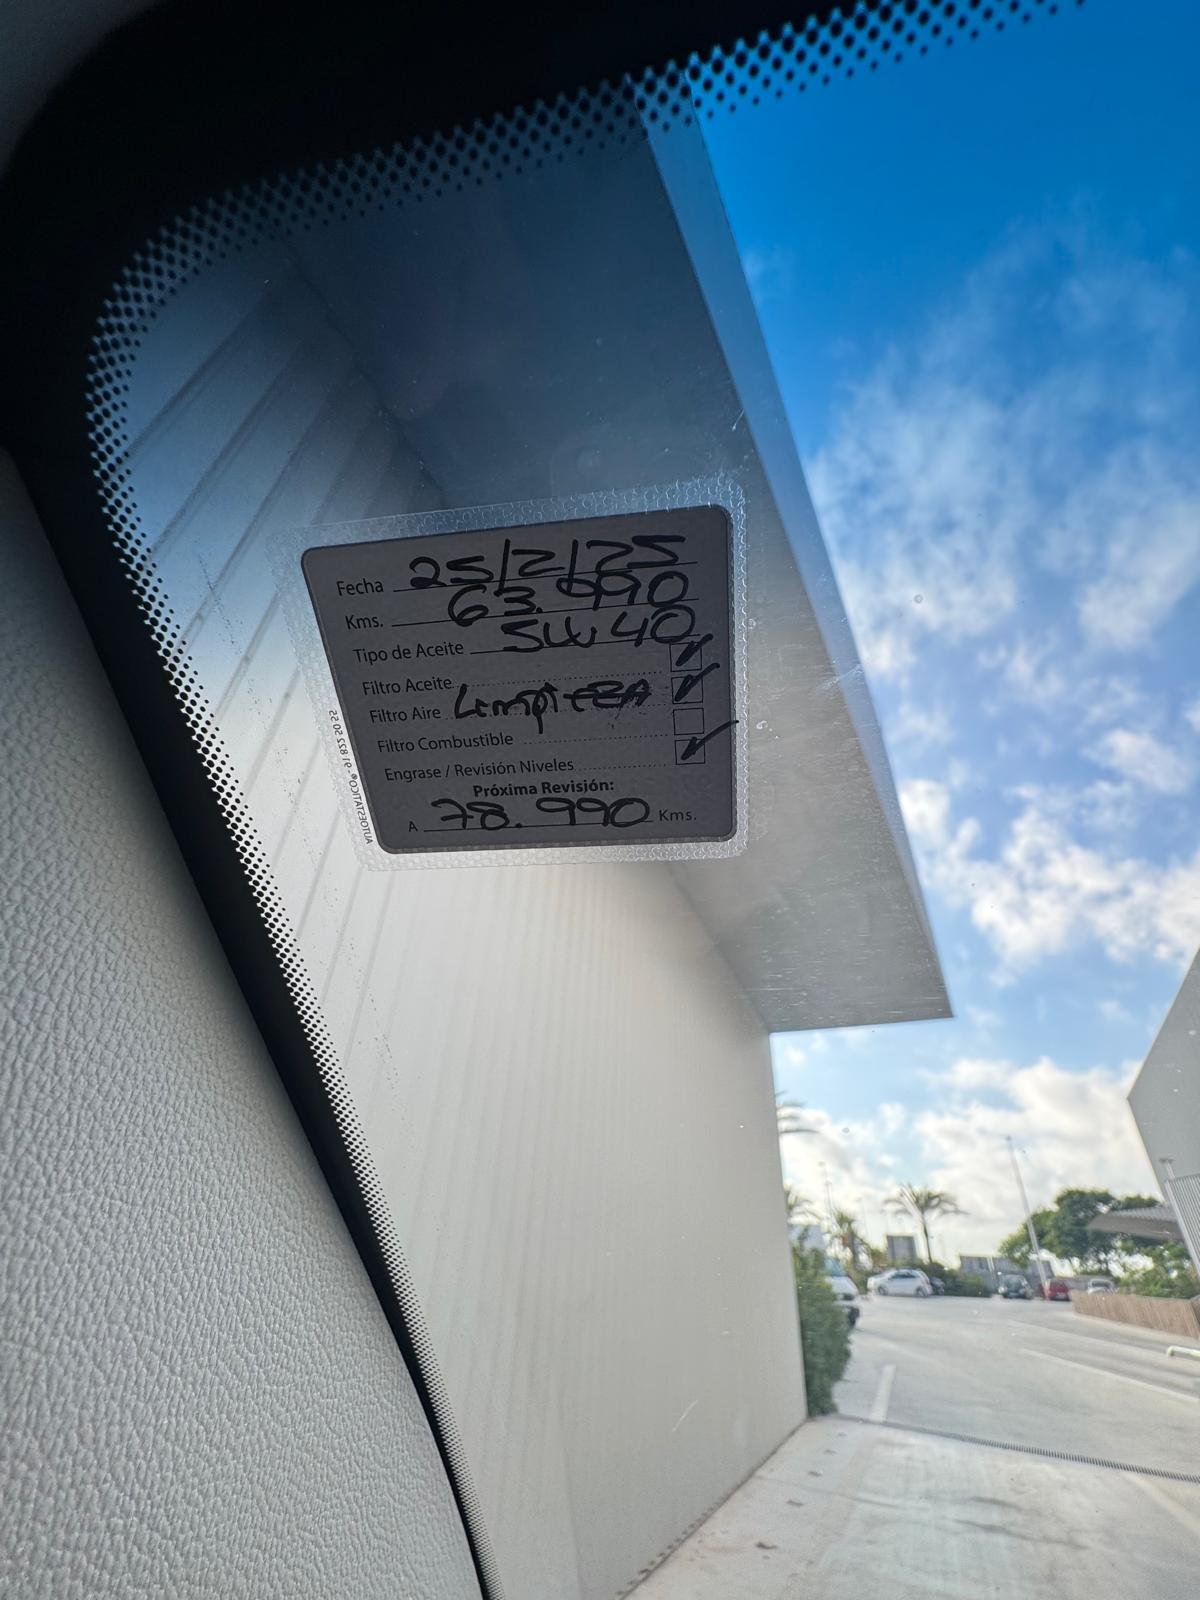 Fecha 25/2/25
Kms. 63.990
Tipo de Aceite 5W40
Filtro Aceite
Filtro Aire Limpieza
Filtro Combustible
Engrase / Revisión Niveles
Próxima Revisión:
A 78.990 Kms.